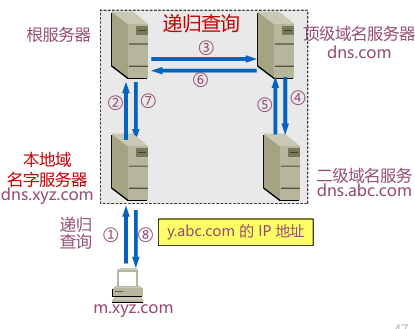 递归查询
根服务器
顶级域名服务器
dns.com
③
⑥
②
⑦
⑤
④
本地域
名字服务器
dns.xyz.com
二级域名服务
dns.abc.com
递归
查询
①
⑧
y.abc.com 的 IP 地址
m.xyz.com
47